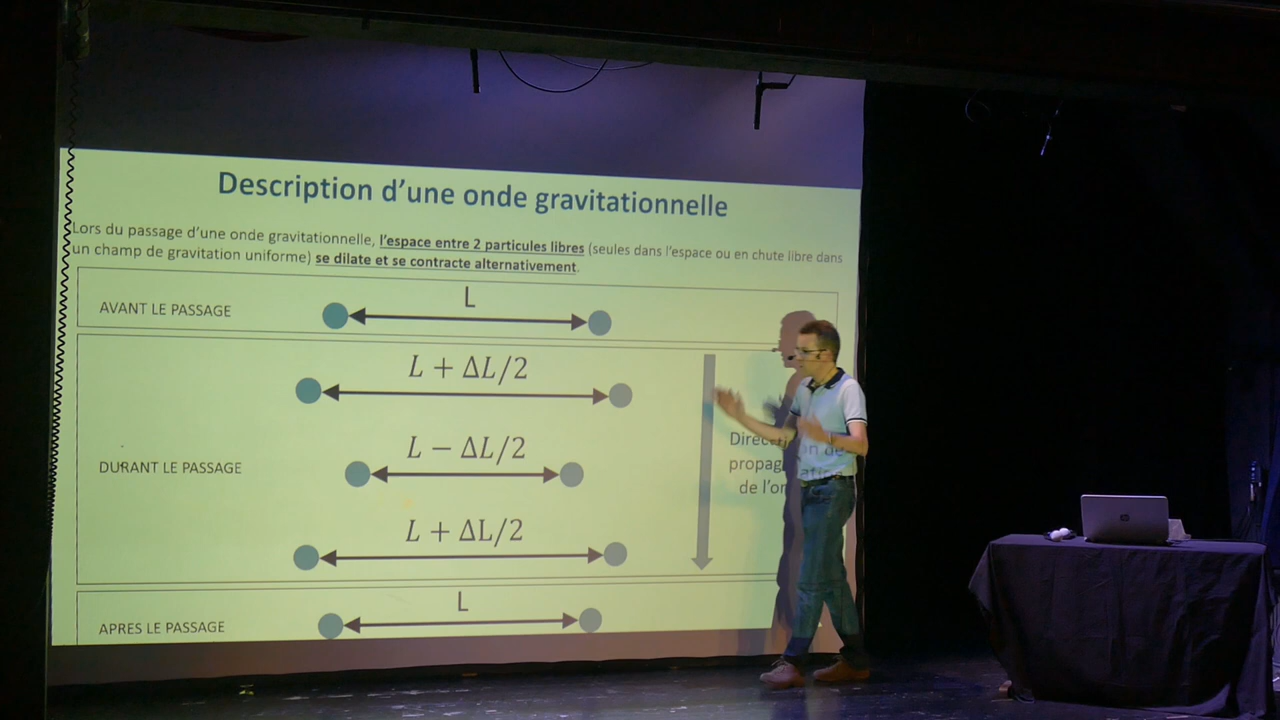 Description d'une onde gravitationnelle
Lors du passage d'une onde gravitationnelle, l'espace entre 2 particules libres (seules dans l'espace ou en chute libre dans
un champ de gravitation uniforme) se dilate et se contracte alternativement.
AVANT LE PASSAGE
L
L + ΔL/2
DURANT LE PASSAGE
L − ΔL/2
L + ΔL/2
de
APRES LE PASSAGE
L
hp